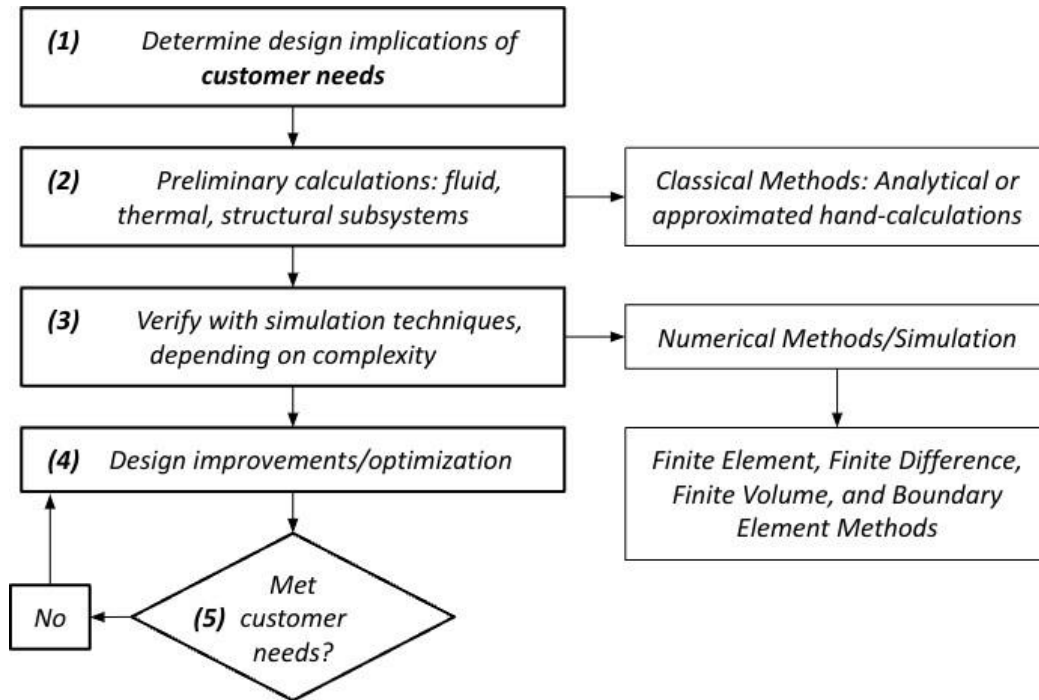 (1) Determine design implications of
customer needs
(2) Preliminary calculations: fluid,
thermal, structural subsystems
Classical Methods: Analytical or
approximated hand-calculations
(3) Verify with simulation techniques,
depending on complexity
Numerical Methods/Simulation
(4) Design improvements/optimization
Finite Element, Finite Difference,
Finite Volume, and Boundary
Element Methods
Met
(5) customer
needs?
No